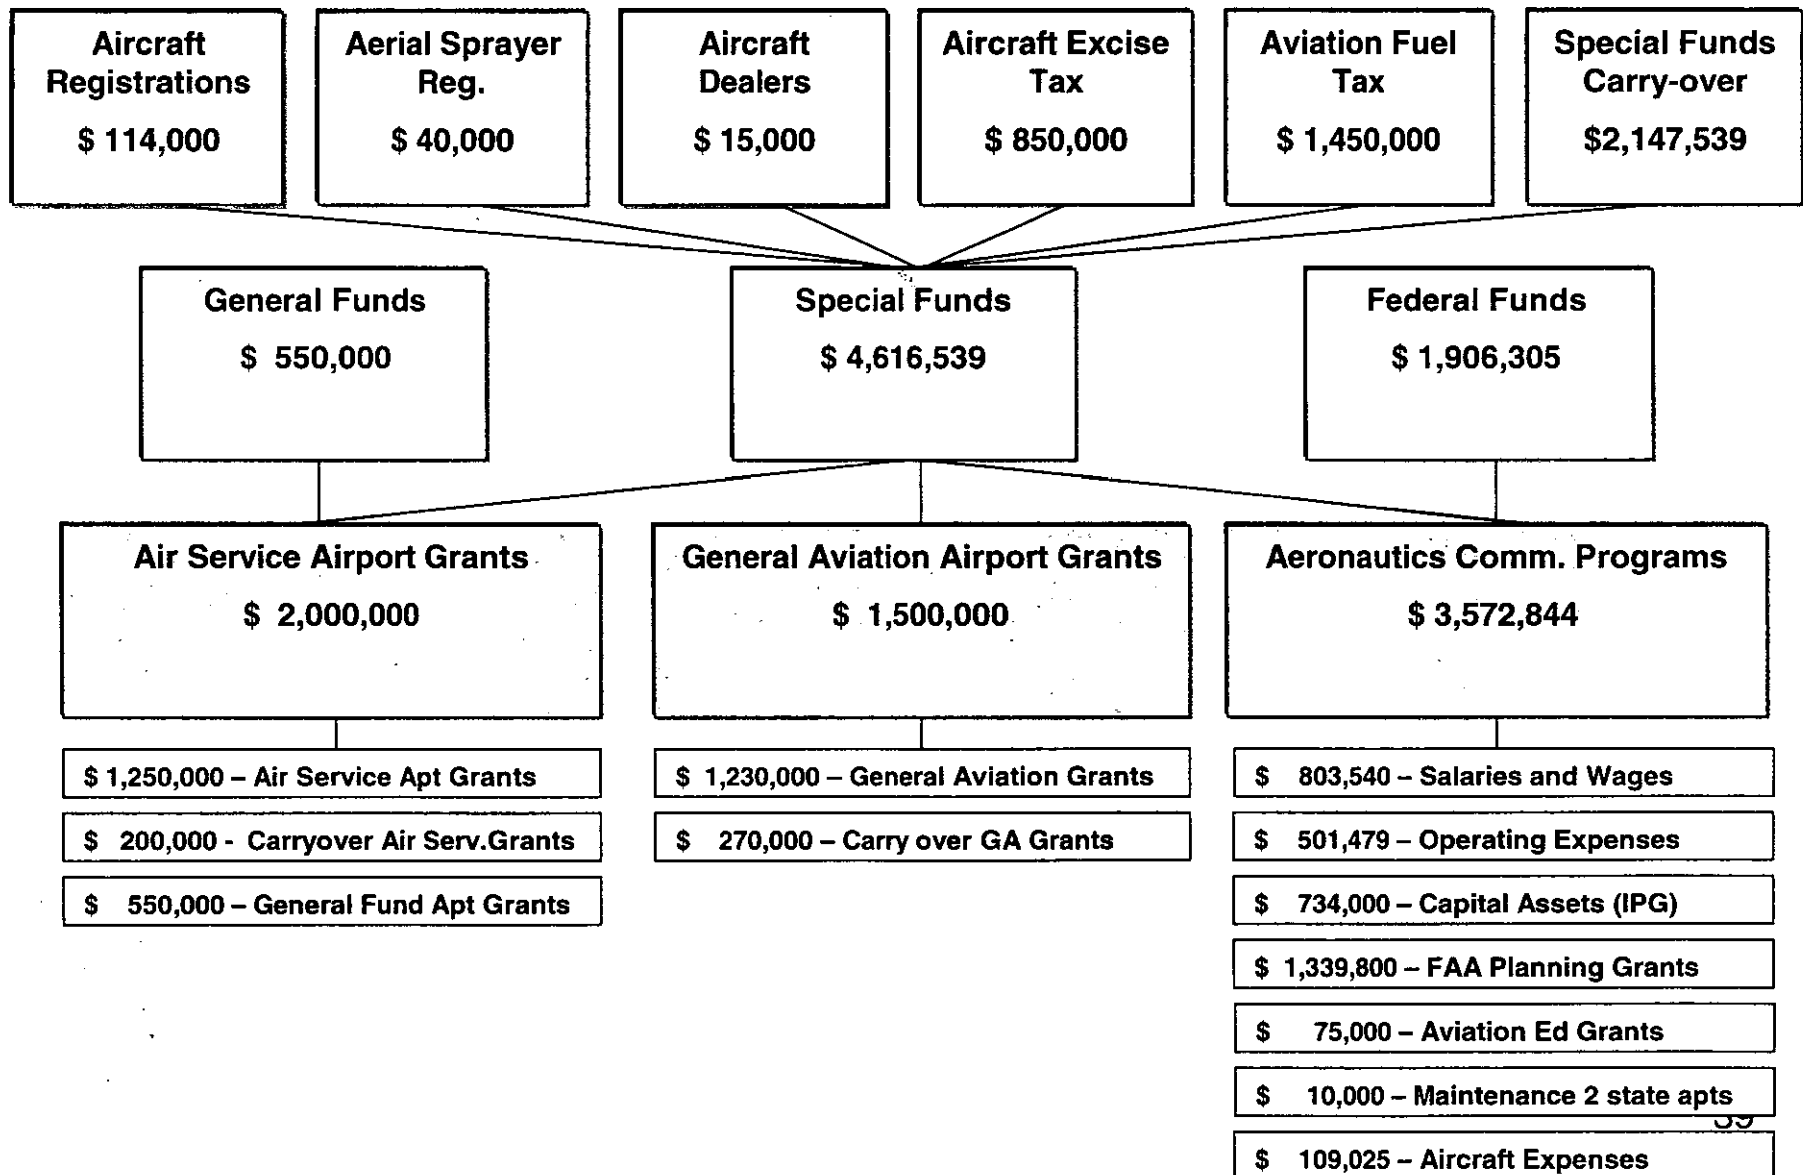 Aircraft
Registrations
$ 114,000
Aerial Sprayer
Reg.
$ 40,000
Aircraft
Dealers
$ 15,000
Aircraft Excise
Tax
$ 850,000
Aviation Fuel
Tax
$ 1,450,000
Special Funds
Carry-over
$2,147,539
General Funds
$ 550,000
Special Funds
$ 4,616,539
Federal Funds
$ 1,906,305
Air Service Airport Grants
$ 2,000,000
General Aviation Airport Grants
$ 1,500,000
Aeronautics Comm. Programs
$ 3,572,844
$ 1,250,000 – Air Service Apt Grants
$ 200,000 - Carryover Air Serv.Grants
$ 550,000 – General Fund Apt Grants
$ 1,230,000 – General Aviation Grants
$ 270,000 – Carry over GA Grants
$ 803,540 – Salaries and Wages
$ 501,479 – Operating Expenses
$ 734,000 – Capital Assets (IPG)
$ 1,339,800 – FAA Planning Grants
$ 75,000 – Aviation Ed Grants
$ 10,000 – Maintenance 2 state apts
$ 109,025 – Aircraft Expenses